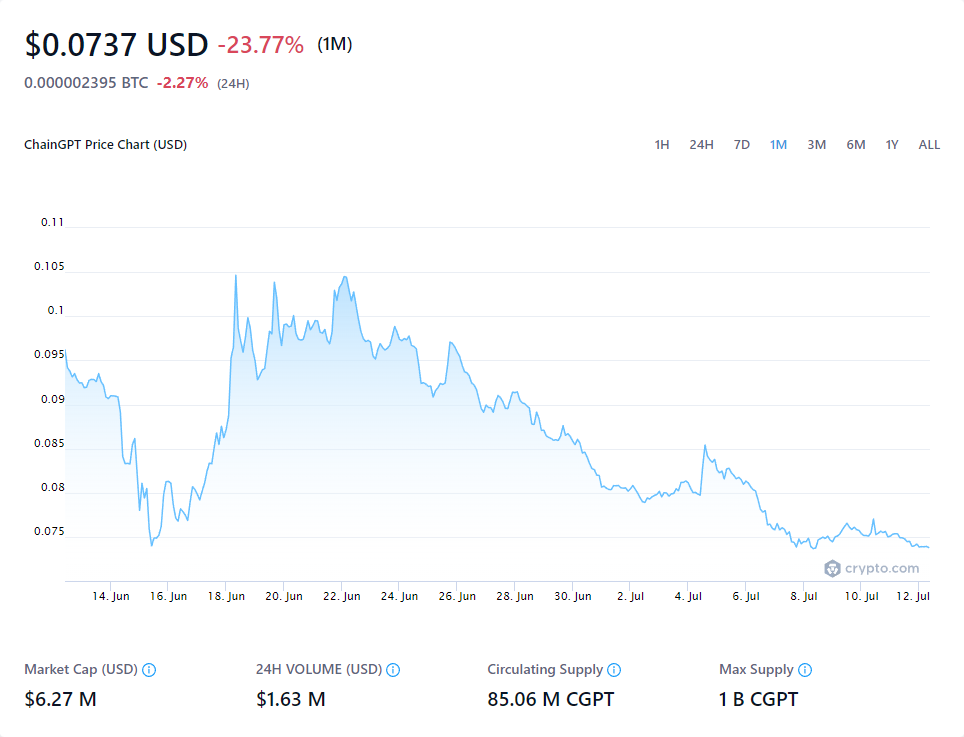 $0.0737 USD -23.77% (1M)
0.000002395 BTC -2.27% (24H)
ChainGPT Price Chart (USD) 1H 24H 7D 1M 3M 6M 1Y ALL
0.11
0.105
0.1
0.095
0.09
0.085
0.08
0.075
crypto.com
14. Jun 16. Jun 18. Jun 20. Jun 22. Jun 24. Jun 26. Jun 28. Jun 30. Jun 2. Jul 4. Jul 6. Jul 8. Jul 10. Jul 12. Jul
Market Cap (USD) 24H VOLUME (USD) Circulating Supply Max Supply
$6.27 M $1.63 M 85.06 M CGPT 1 B CGPT